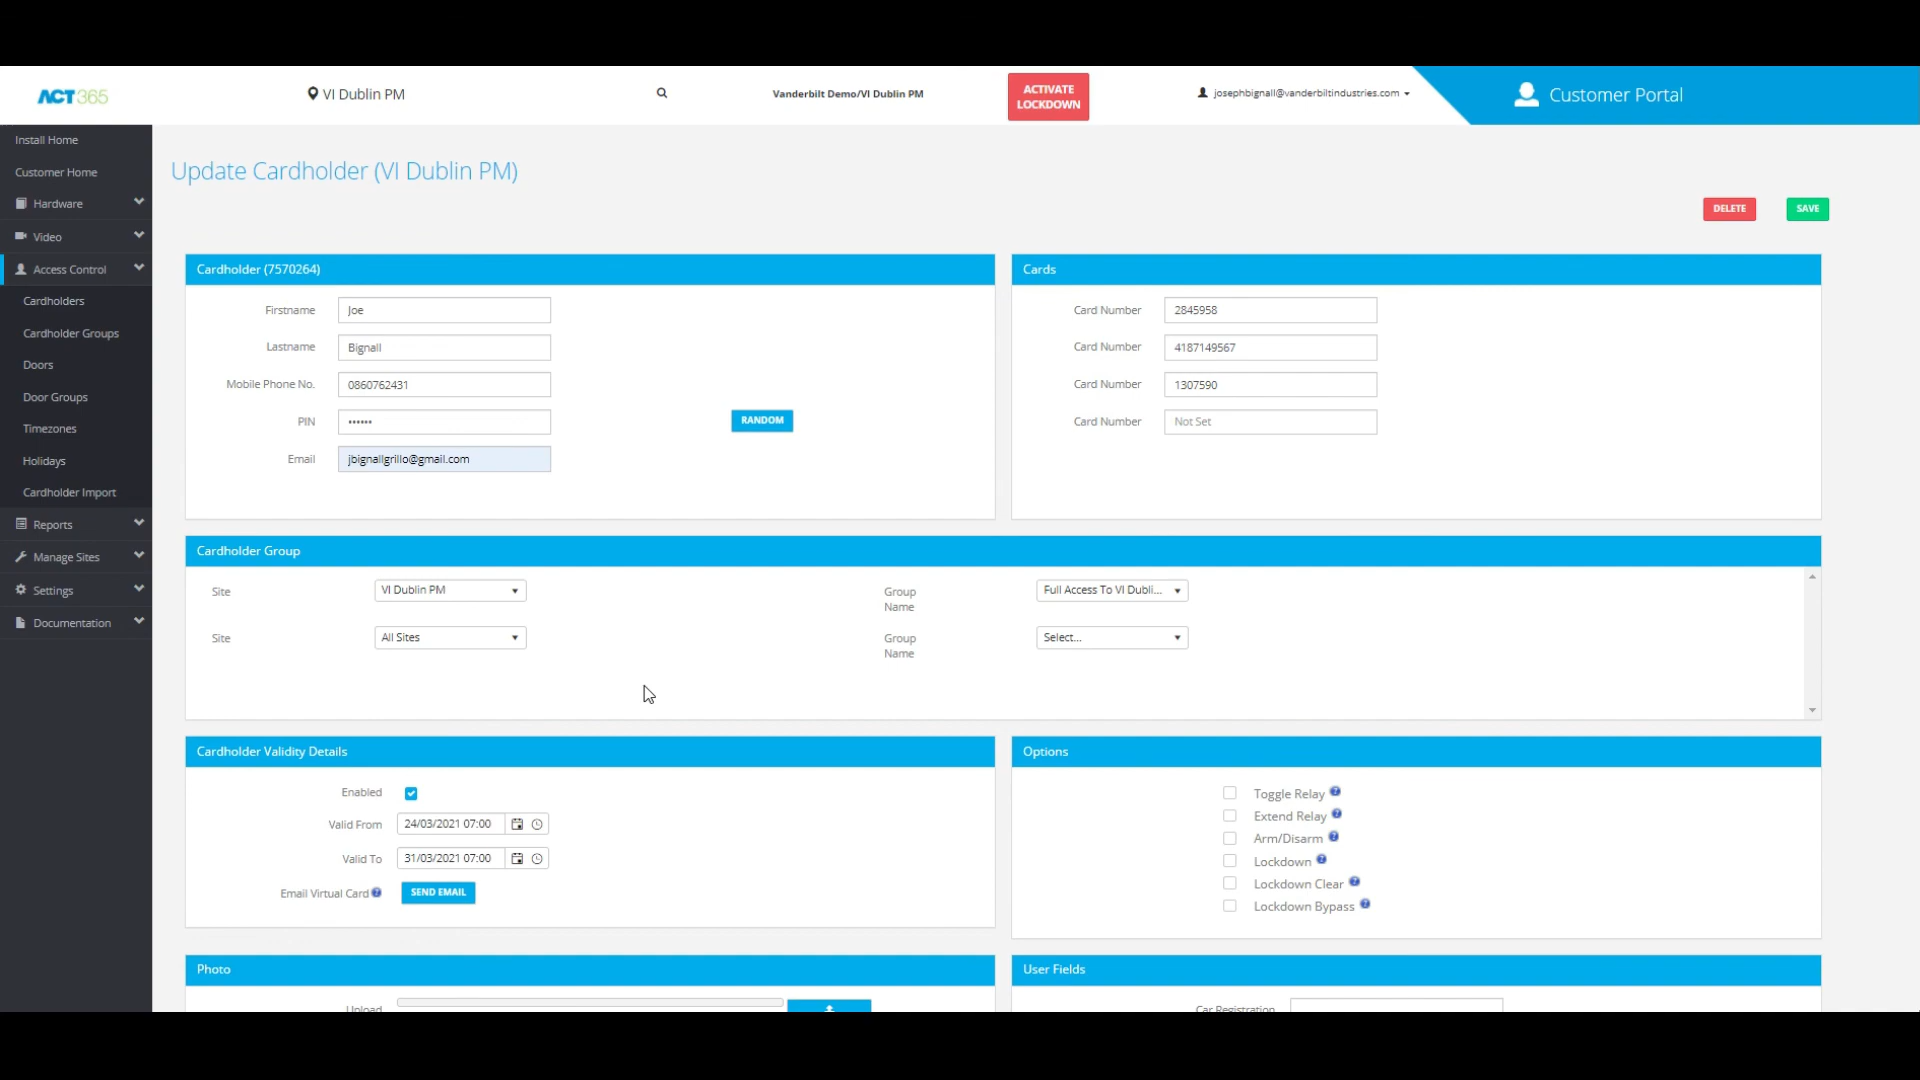 ACT365
VI Dublin PM
Vanderbilt Demo/VI Dublin PM
ACTIVATE
LOCKDOWN
josephbignall@vanderbiltindustries.com
Customer Portal
Install Home
Customer Home
Hardware
Video
Access Control
Cardholders
Cardholder Groups
Doors
Door Groups
Timezones
Holidays
Cardholder Import
Reports
Manage Sites
Settings
Documentation
Update Cardholder (VI Dublin PM)
DELETE
SAVE
Cardholder (7570264)
Firstname
Joe
Lastname
Bignall
Mobile Phone No.
0860762431
PIN
••••••
RANDOM
Email
jbignallgrillo@gmail.com
Cards
Card Number
2845958
Card Number
4187149567
Card Number
1307590
Card Number
Not Set
Cardholder Group
Site
VI Dublin PM
Group
Name
Full Access To VI Dubli...
Site
All Sites
Group
Name
Select...
Cardholder Validity Details
Enabled
Valid From
24/03/2021 07:00
Valid To
31/03/2021 07:00
Email Virtual Card
SEND EMAIL
Options
Toggle Relay
Extend Relay
Arm/Disarm
Lockdown
Lockdown Clear
Lockdown Bypass
Photo
Upload
User Fields
Car Registration